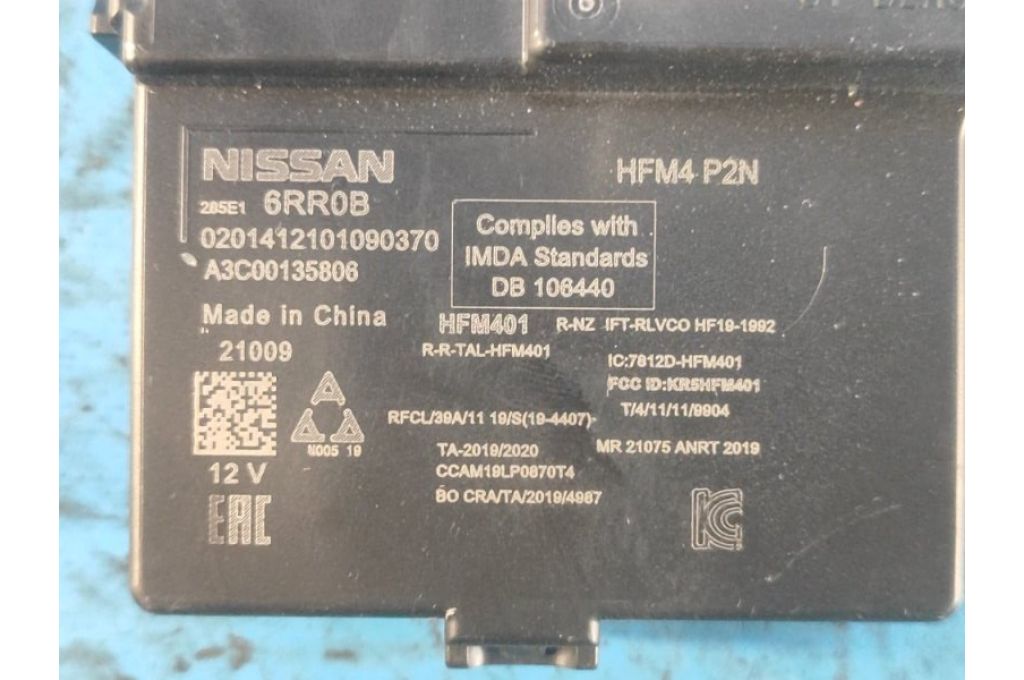 NISSAN
HFM4 P2N
285E1 6RR0B
0201412101090370
A3C00135806
Complies with
IMDA Standards
DB 106440
Made in China
HFM401
R-NZ IFT-RLVCO HF19-1992
21009
R-R-TAL-HFM401
IC:7812D-HFM401
FCC ID:KR5HFM401
T/4/11/11/9904
RFCL/39A/11 19/S(19-4407)-
N005 19
TA-2019/2020
MR 21075 ANRT 2019
CCAM19LP0870T4
12 V
BO CRA/TA/2019/4987
EAC
KC